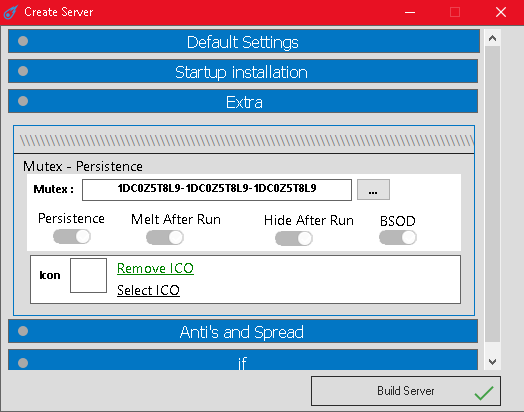 Create Server
Default Settings
Startup installation
Extra
Mutex - Persistence
Mutex : 1DC0Z5T8L9-1DC0Z5T8L9-1DC0Z5T8L9 ...
Persistence Melt After Run Hide After Run BSOD
Ikon Remove ICO
Select ICO
Anti's and Spread
if
Build Server